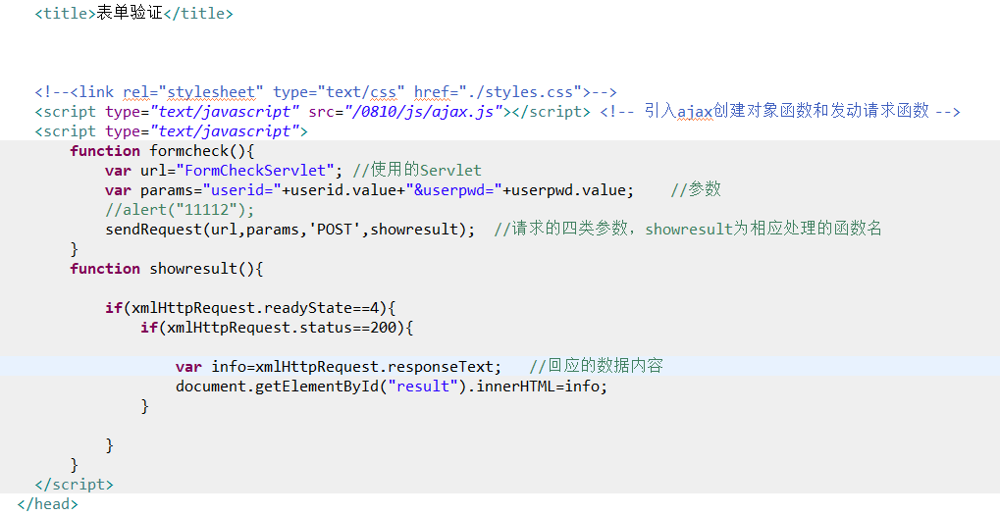 <title>表单验证</title>
<!--<link rel="stylesheet" type="text/css" href="./styles.css">-->
<script type="text/javascript" src="/0810/js/ajax.js"></script> <!-- 引入ajax创建对象函数和发动请求函数 -->
<script type="text/javascript">
function formcheck(){
var url="FormCheckServlet"; //使用的Servlet
var params="userid="+userid.value+"&userpwd="+userpwd.value; //参数
//alert("11112");
sendRequest(url,params,'POST',showresult); //请求的四类参数，showresult为相应处理的函数名
}
function showresult(){
if(xmlHttpRequest.readyState==4){
if(xmlHttpRequest.status==200){
var info=xmlHttpRequest.responseText; //回应的数据内容
document.getElementById("result").innerHTML=info;
}
}
}
</script>
</head>